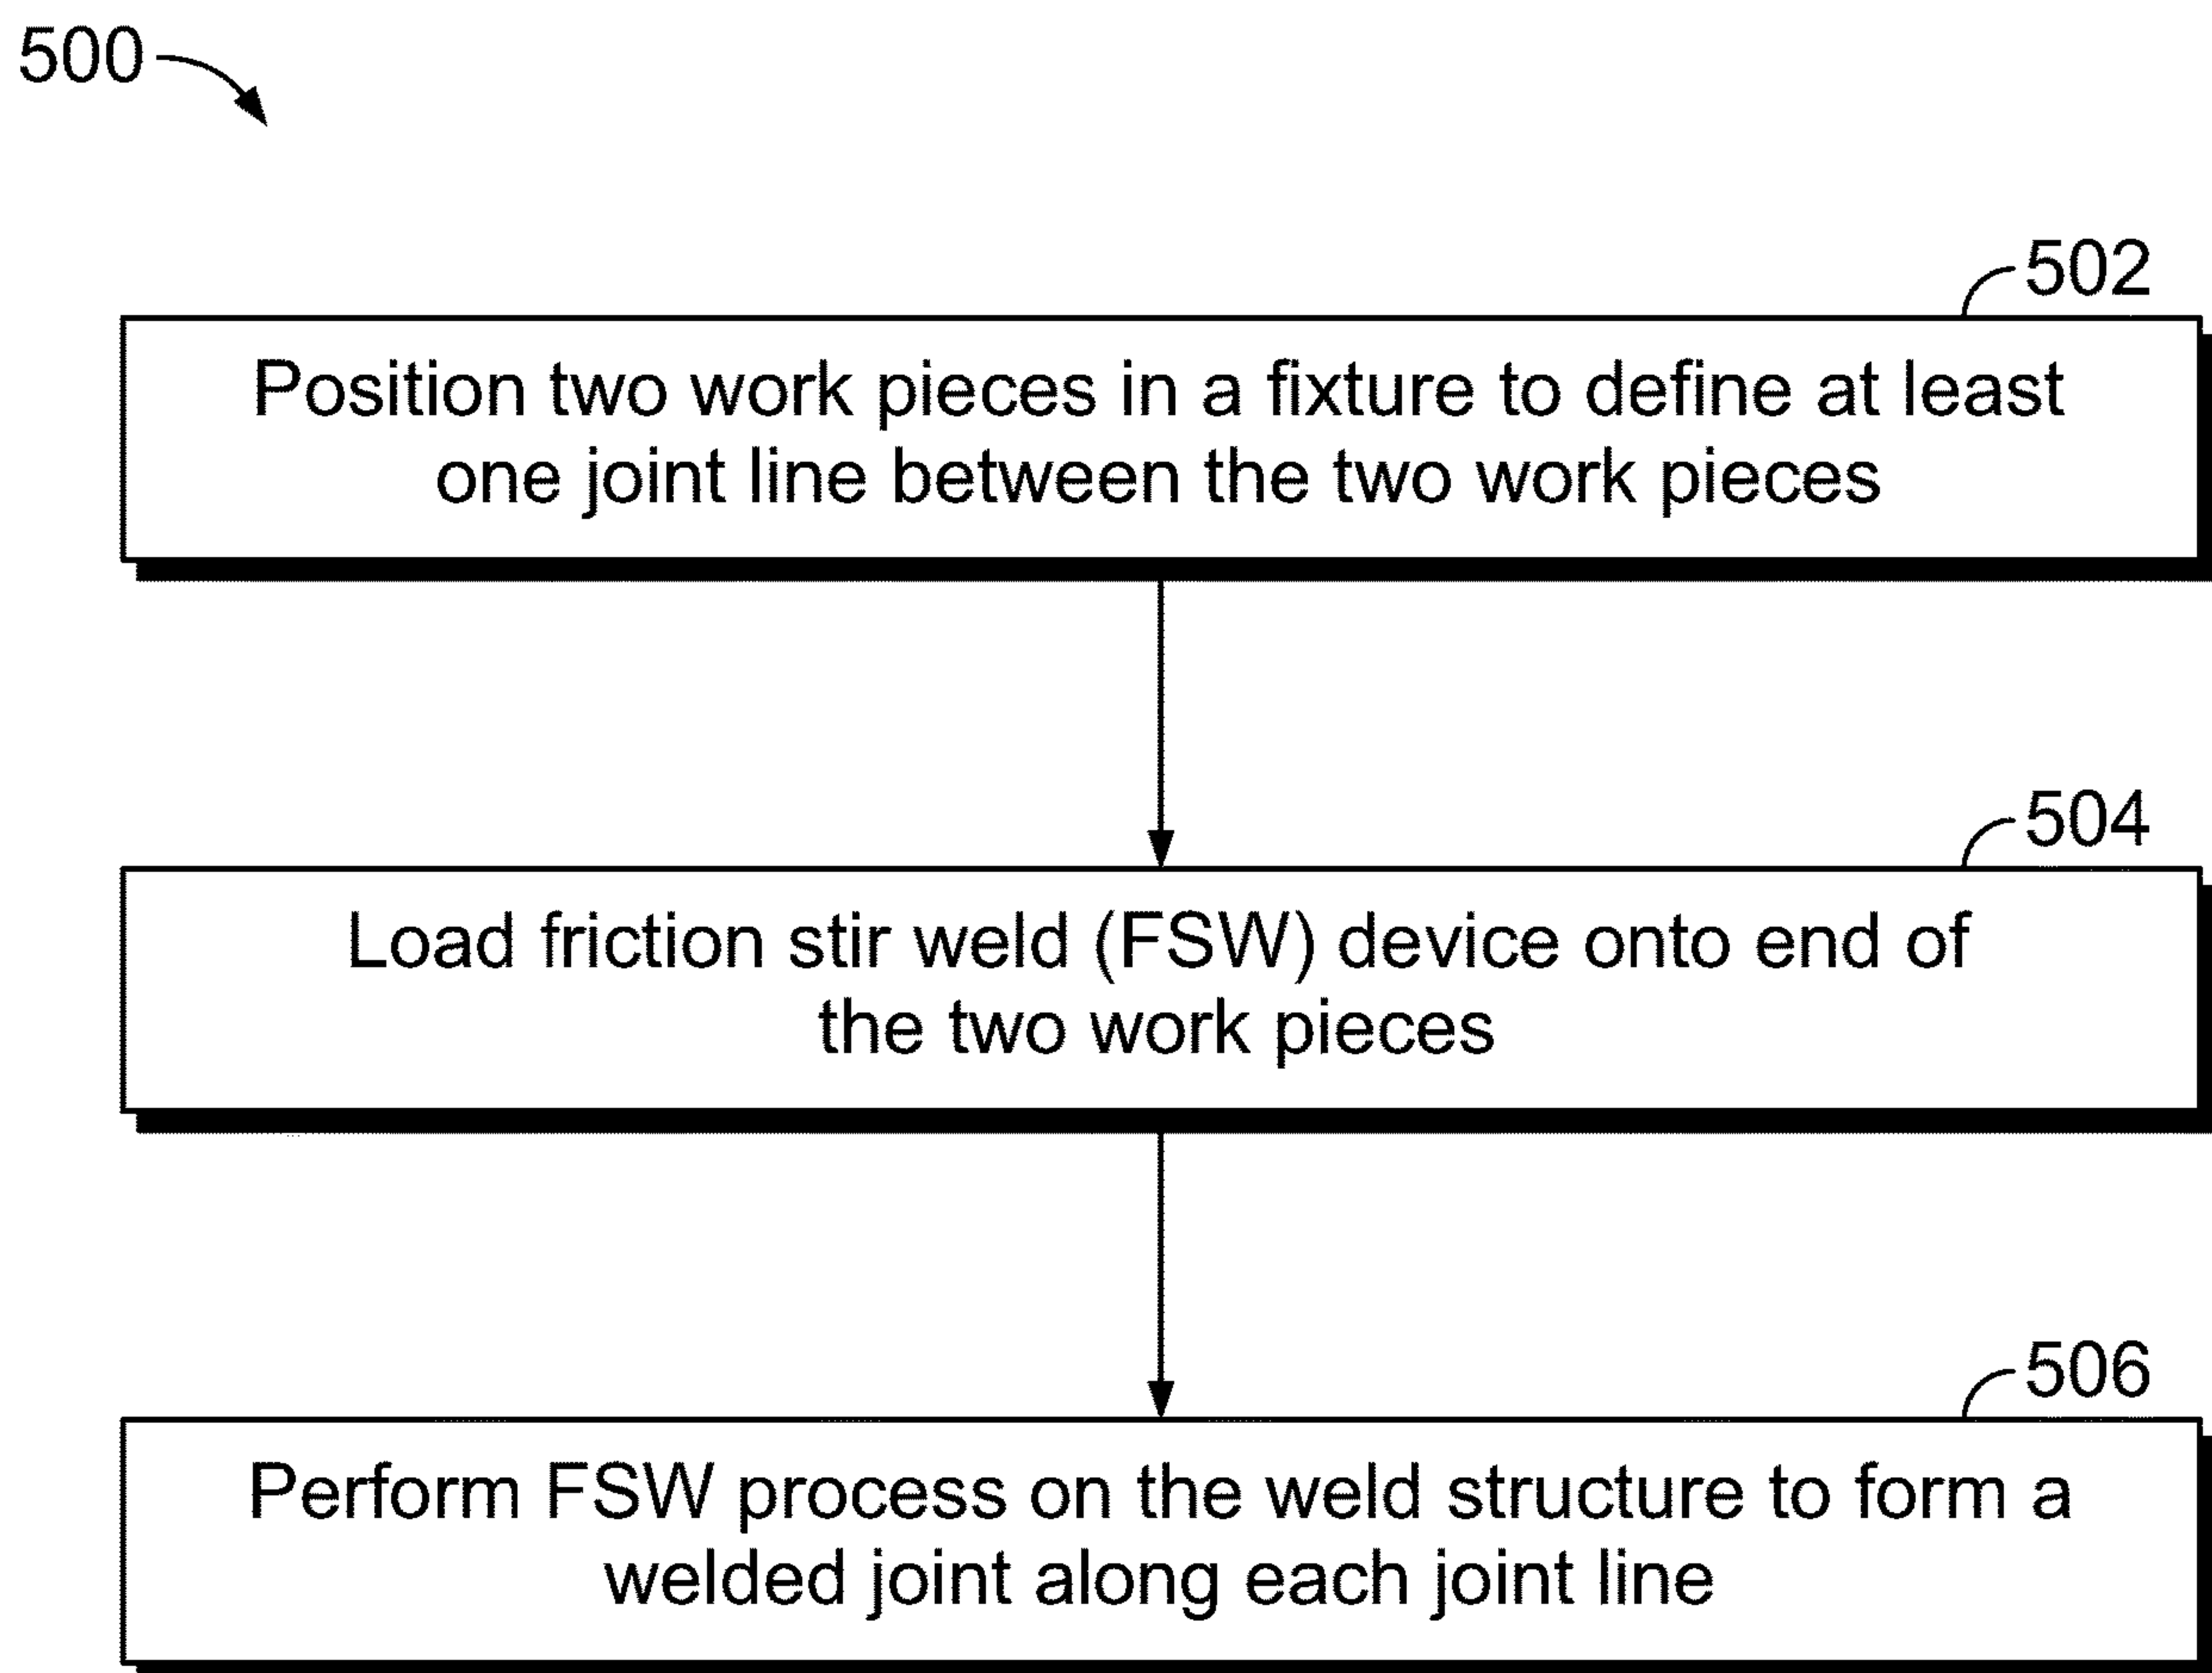 500
502
Position two work pieces in a fixture to define at least
one joint line between the two work pieces
504
Load friction stir weld (FSW) device onto end of
the two work pieces
506
Perform FSW process on the weld structure to form a
welded joint along each joint line